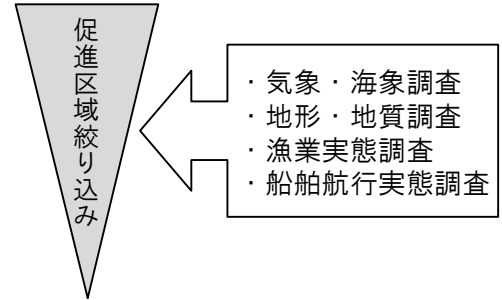 促進区域絞り込み
・気象・海象調査
・地形・地質調査
・漁業実態調査
・船舶航行実態調査